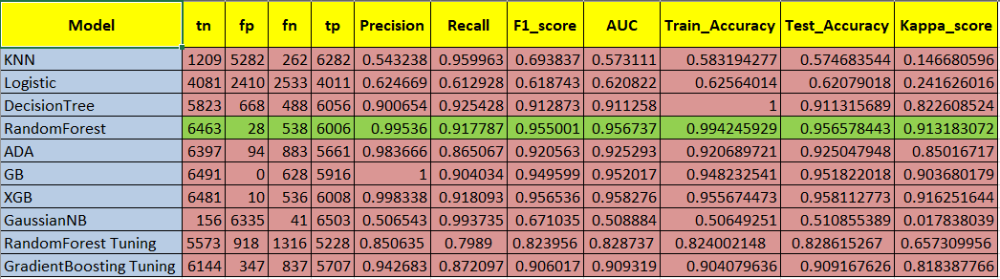 Model tn fp fn tp Precision Recall F1_score AUC Train_Accuracy Test_Accuracy Kappa_score
KNN 1209 5282 262 6282 0.543238 0.959963 0.693837 0.573111 0.583194277 0.574683544 0.146680596
Logistic 4081 2410 2533 4011 0.624669 0.612928 0.618743 0.620822 0.62564014 0.62079018 0.241626016
DecisionTree 5823 668 488 6056 0.900654 0.925428 0.912873 0.911258 1 0.911315689 0.822608524
RandomForest 6463 28 538 6006 0.99536 0.917787 0.955001 0.956737 0.994245929 0.956578443 0.913183072
ADA 6397 94 883 5661 0.983666 0.865067 0.920563 0.925293 0.920689721 0.925047948 0.85016717
GB 6491 0 628 5916 1 0.904034 0.949599 0.952017 0.948232541 0.951822018 0.903680179
XGB 6481 10 536 6008 0.998338 0.918093 0.956536 0.958276 0.955674473 0.958112773 0.916251644
GaussianNB 156 6335 41 6503 0.506543 0.993735 0.671035 0.508884 0.50649251 0.510855389 0.017838039
RandomForest Tuning 5573 918 1316 5228 0.850635 0.7989 0.823956 0.828737 0.824002148 0.828615267 0.657309956
GradientBoosting Tuning 6144 347 837 5707 0.942683 0.872097 0.906017 0.909319 0.904079636 0.909167626 0.818387766